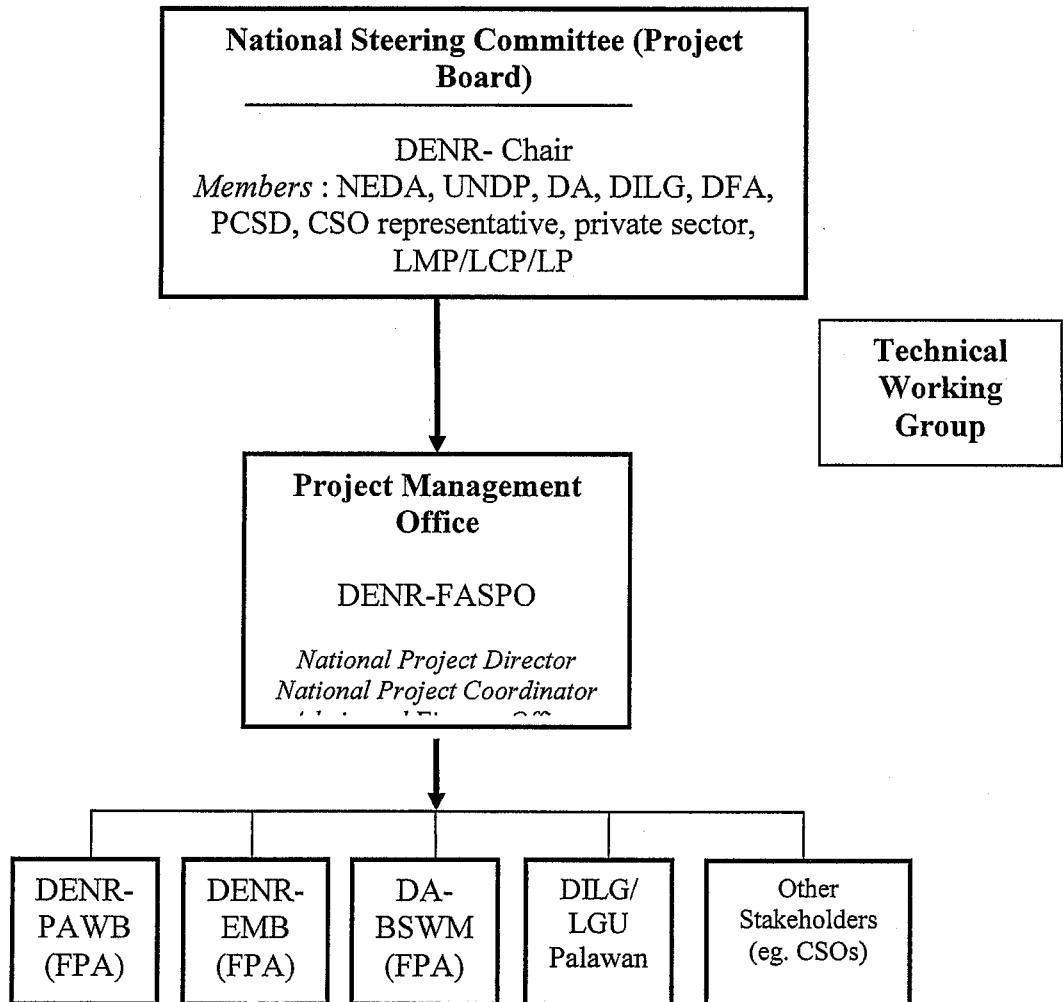 National Steering Committee (Project
Board)
DENR- Chair
Members : NEDA, UNDP, DA, DILG, DFA,
PCSD, CSO representative, private sector,
LMP/LCP/LP
Technical
Working
Group
Project Management
Office
DENR-FASPO
National Project Director
National Project Coordinator
DENR-
PAWB
(FPA)
DENR-
EMB
(FPA)
DA-
BSWM
(FPA)
DILG/
LGU
Palawan
Other
Stakeholders
(eg. CSOs)